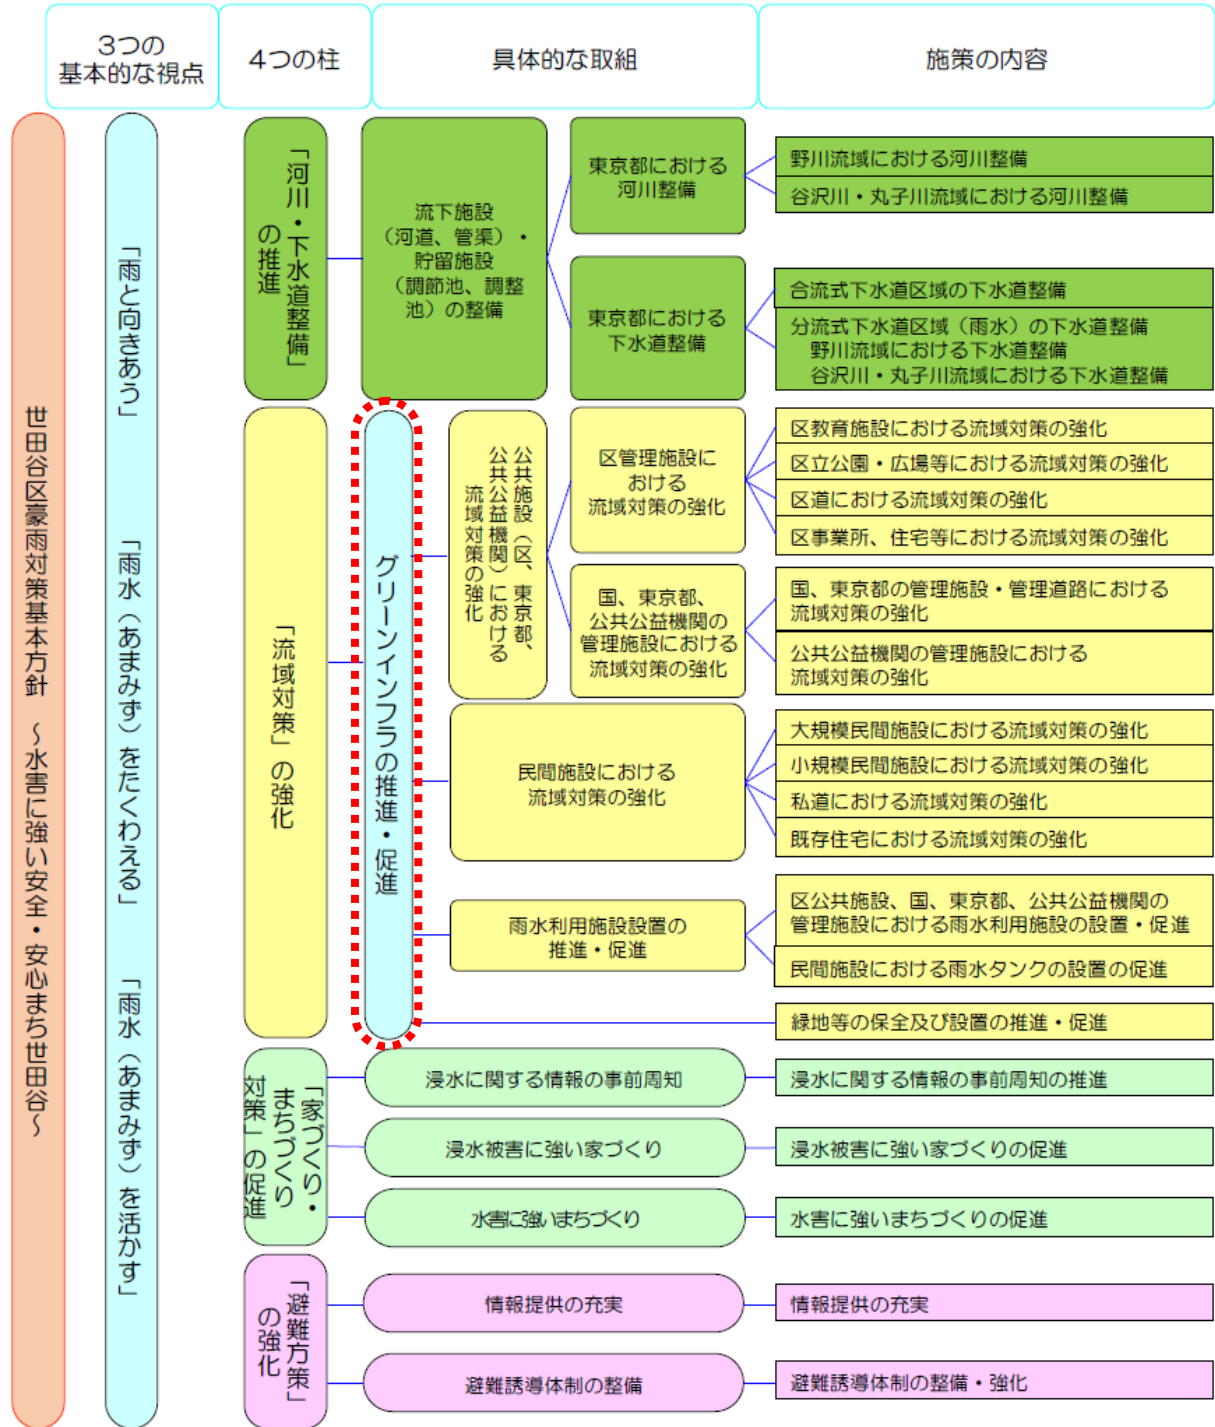 3つの
基本的な視点
4つの柱
具体的な取組
施策の内容
世田谷区豪雨対策基本方針　～水害に強い安全・安心まち世田谷～
「雨と向きあう」
「雨水（あまみず）をたくわえる」
「雨水（あまみず）を活かす」
「河川・下水道整備」
の推進
流下施設
（河道、管渠）・
貯留施設
（調節池、調整
池）の整備
東京都における
河川整備
野川流域における河川整備
谷沢川・丸子川流域における河川整備
東京都における
下水道整備
合流式下水道区域の下水道整備
分流式下水道区域（雨水）の下水道整備
野川流域における下水道整備
谷沢川・丸子川流域における下水道整備
「流域対策」の強化
グリーンインフラの推進・促進
公共施設（区、東京都、
公共公益機関）における
流域対策の強化
区管理施設に
おける
流域対策の強化
区教育施設における流域対策の強化
区立公園・広場等における流域対策の強化
区道における流域対策の強化
区事業所、住宅等における流域対策の強化
国、東京都、
公共公益機関の
管理施設における
流域対策の強化
国、東京都の管理施設・管理道路における
流域対策の強化
公共公益機関の管理施設における
流域対策の強化
民間施設における
流域対策の強化
大規模民間施設における流域対策の強化
小規模民間施設における流域対策の強化
私道における流域対策の強化
既存住宅における流域対策の強化
雨水利用施設設置の
推進・促進
区公共施設、国、東京都、公共公益機関の
管理施設における雨水利用施設の設置・促進
民間施設における雨水タンクの設置の促進
緑地等の保全及び設置の推進・促進
「家づくり・
まちづくり
対策」の促進
浸水に関する情報の事前周知
浸水に関する情報の事前周知の推進
浸水被害に強い家づくり
浸水被害に強い家づくりの促進
水害に強いまちづくり
水害に強いまちづくりの促進
「避難方策」
の強化
情報提供の充実
情報提供の充実
避難誘導体制の整備
避難誘導体制の整備・強化